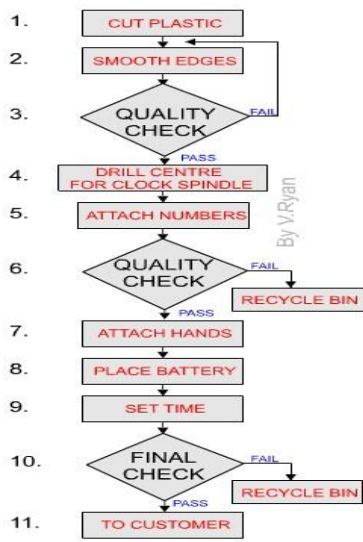 1.
CUT PLASTIC
2.
SMOOTH EDGES
3.
QUALITY
CHECK
FAIL
PASS
4.
DRILL CENTRE
FOR CLOCK SPINDLE
5.
ATTACH NUMBERS
By V.Ryan
6.
QUALITY
CHECK
FAIL
RECYCLE BIN
PASS
7.
ATTACH HANDS
8.
PLACE BATTERY
9.
SET TIME
10.
FINAL
CHECK
FAIL
RECYCLE BIN
PASS
11.
TO CUSTOMER